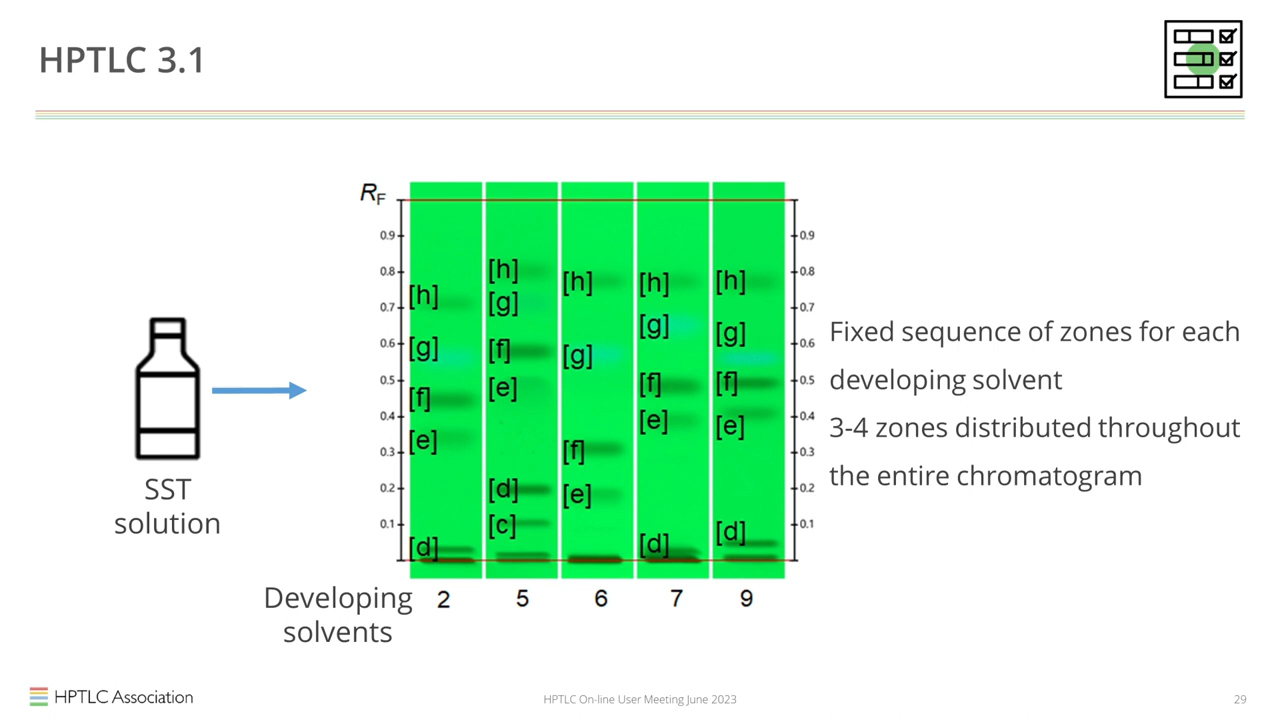 HPTLC 3.1
RF
0.9
0.8
0.7
0.6
0.5
0.4
0.3
0.2
0.1
[h]
[g]
[f]
[e]
[d]
[h]
[g]
[f]
[e]
[d]
[c]
[h]
[g]
[f]
[e]
[h]
[g]
[f]
[e]
[d]
[h]
[g]
[f]
[e]
[d]
0.9
0.8
0.7
0.6
0.5
0.4
0.3
0.2
0.1
SST
solution
Developing
solvents
2 5 6 7 9
Fixed sequence of zones for each
developing solvent
3-4 zones distributed throughout
the entire chromatogram
HPTLC Association
HPTLC On-line User Meeting June 2023
29